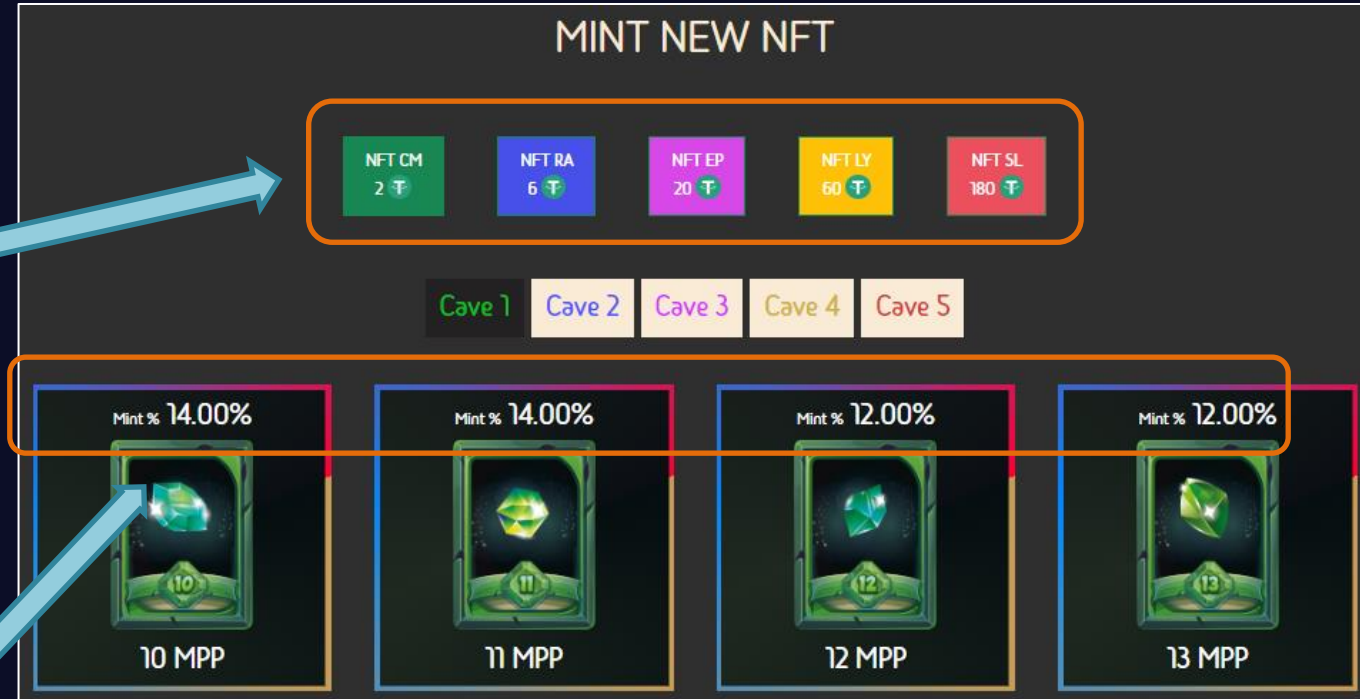 MINT NEW NFT
NFT CM
2
NFT RA
6
NFT EP
20
NFT LY
60
NFT SL
180
Cave 1
Cave 2
Cave 3
Cave 4
Cave 5
Mint % 14.00%
Mint % 14.00%
Mint % 12.00%
Mint % 12.00%
10
11
12
13
10 MPP
11 MPP
12 MPP
13 MPP